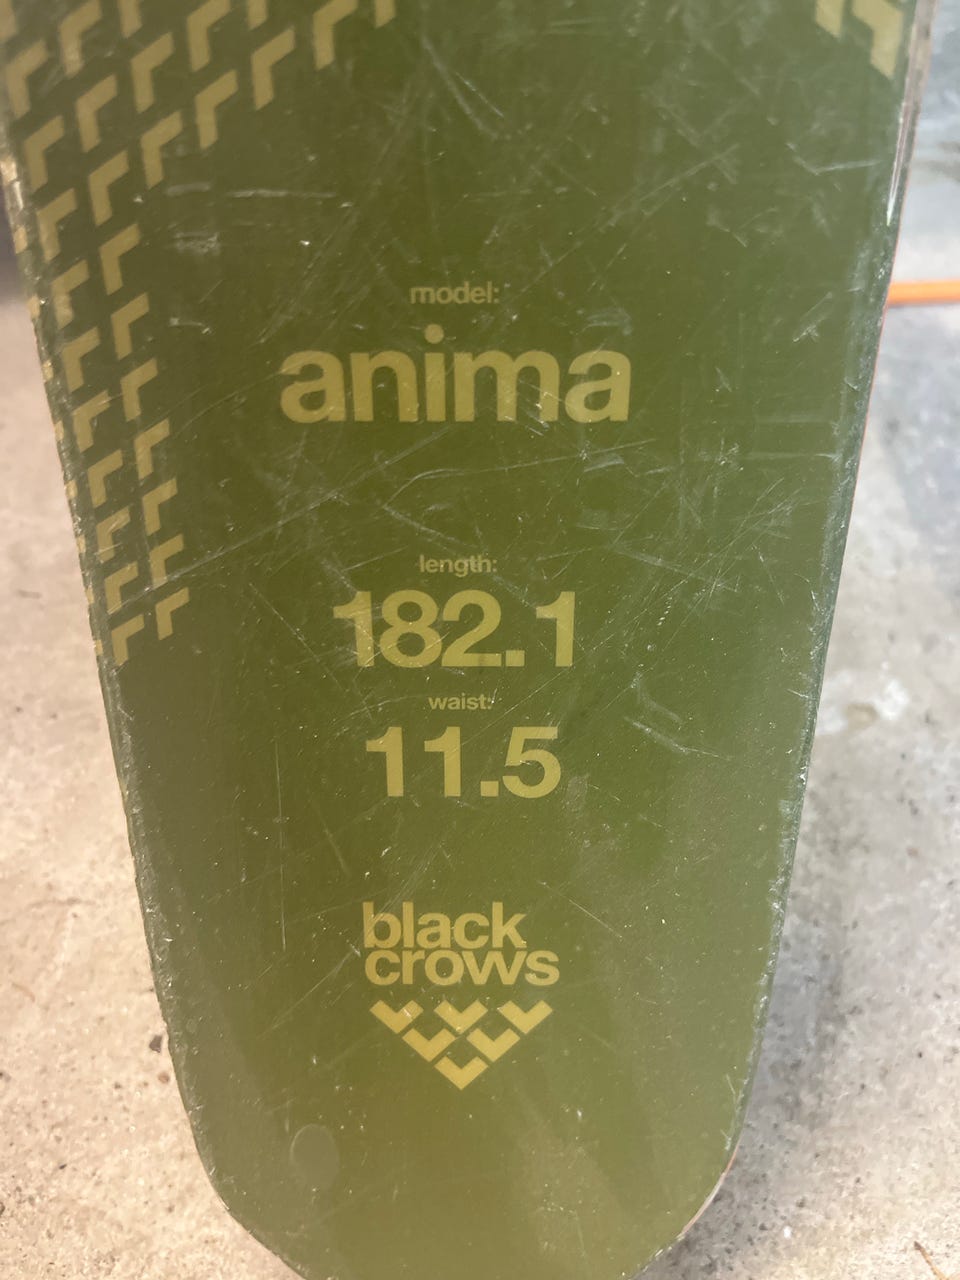 model:
anima
length:
182.1
waist:
11.5
black
crows